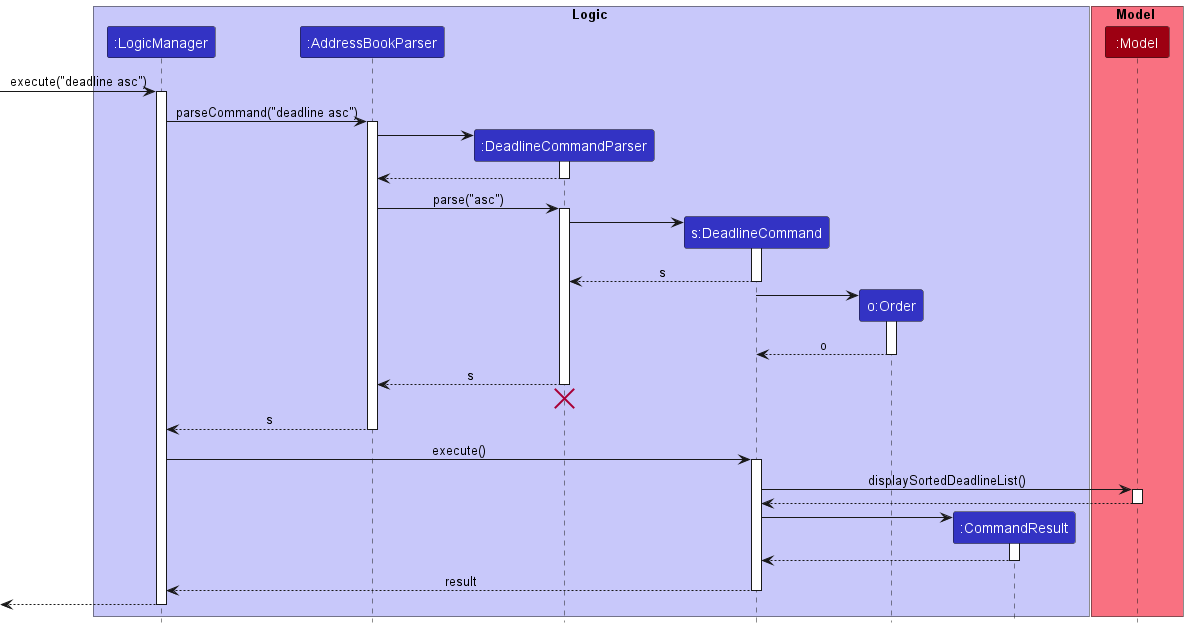 Logic
Model
:LogicManager
:AddressBookParser
:Model
execute("deadline asc")
parseCommand("deadline asc")
:DeadlineCommandParser
parse("asc")
s:DeadlineCommand
s
o:Order
o
s
s
execute()
displaySortedDeadlineList()
:CommandResult
result